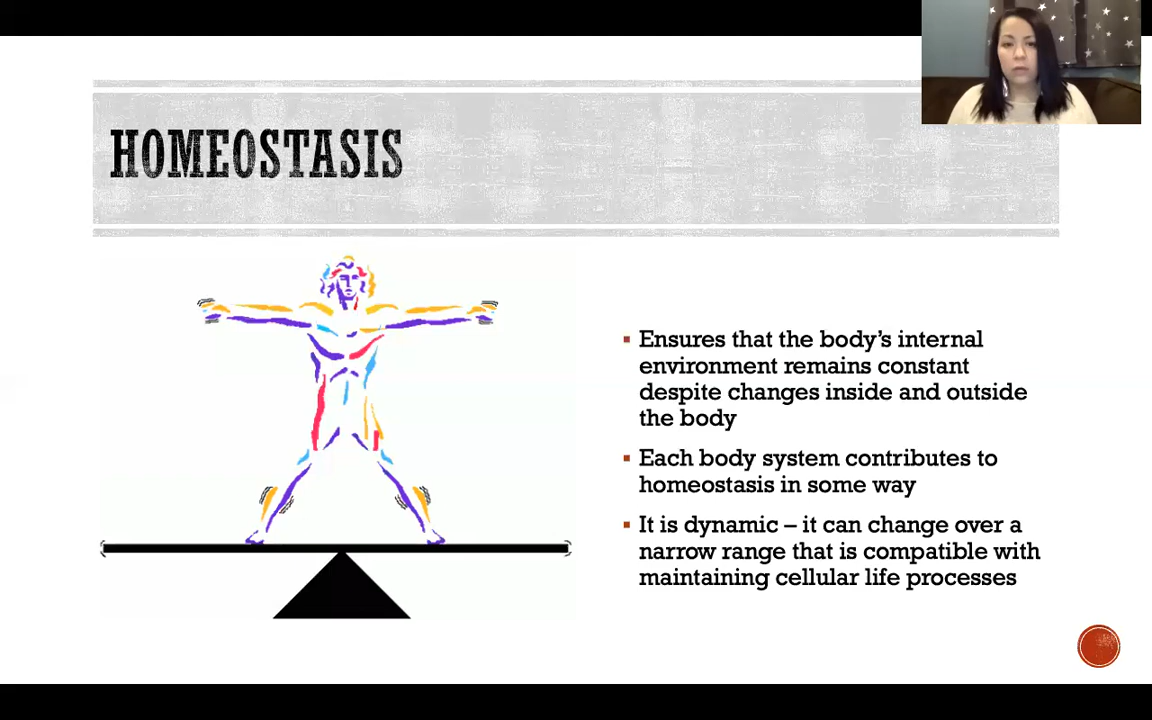 HOMEOSTASIS
▪ Ensures that the body's internal
environment remains constant
despite changes inside and outside
the body
▪ Each body system contributes to
homeostasis in some way
▪ It is dynamic – it can change over a
narrow range that is compatible with
maintaining cellular life processes